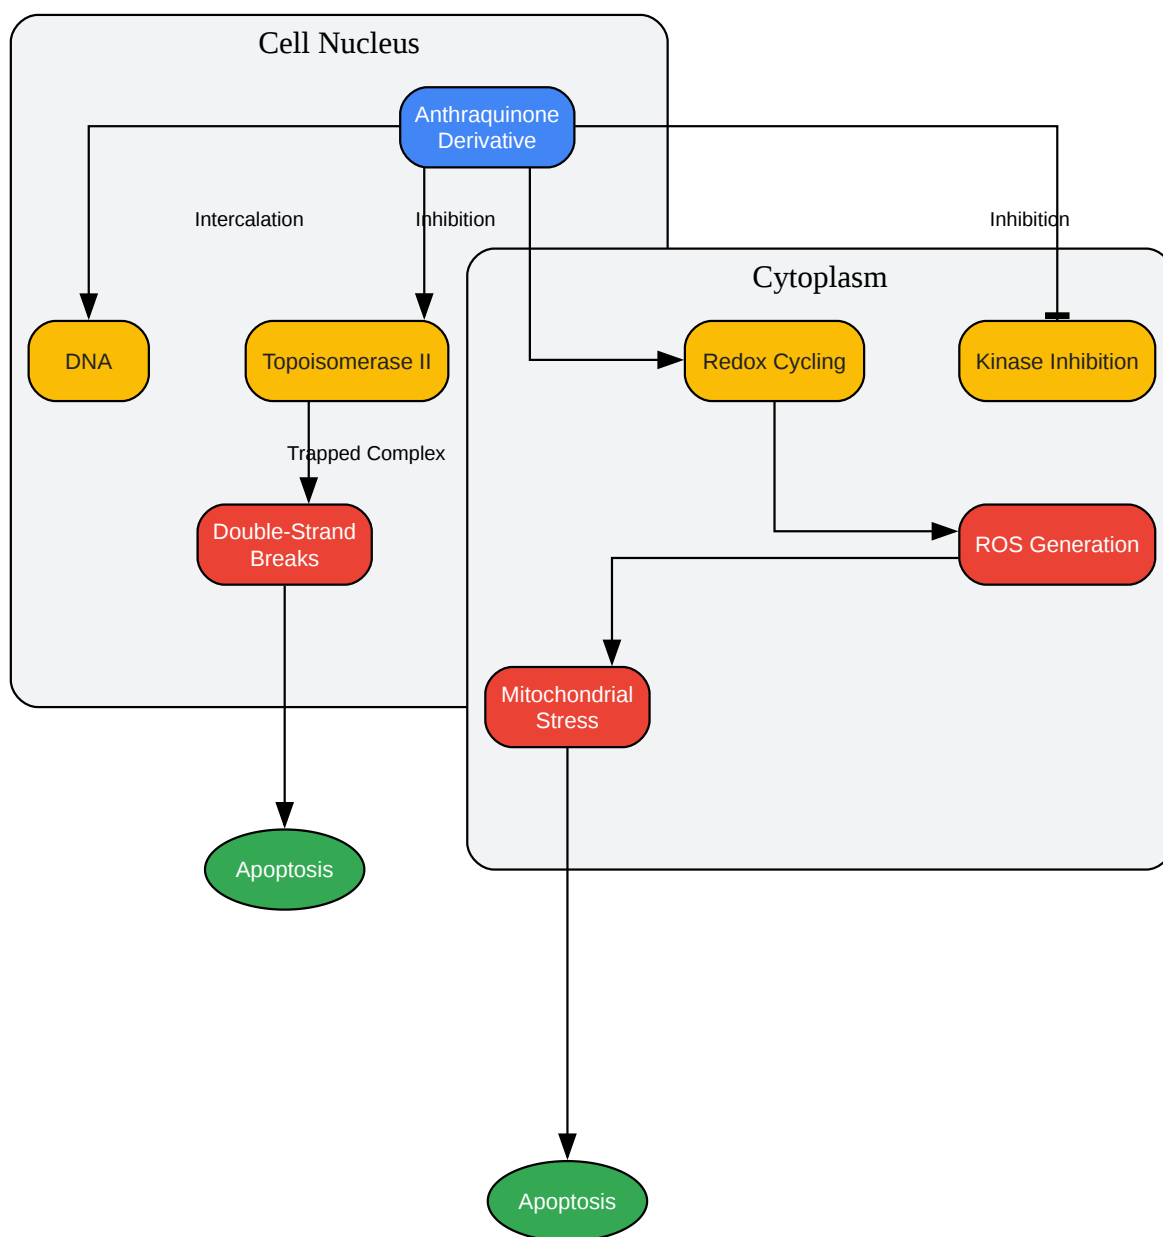 Cell Nucleus
Anthraquinone
Derivative
Intercalation
Inhibition
Inhibition
Cytoplasm
DNA
Topoisomerase II
Redox Cycling
Kinase Inhibition
Trapped Complex
Double-Strand
Breaks
ROS Generation
Mitochondrial
Stress
Apoptosis
Apoptosis